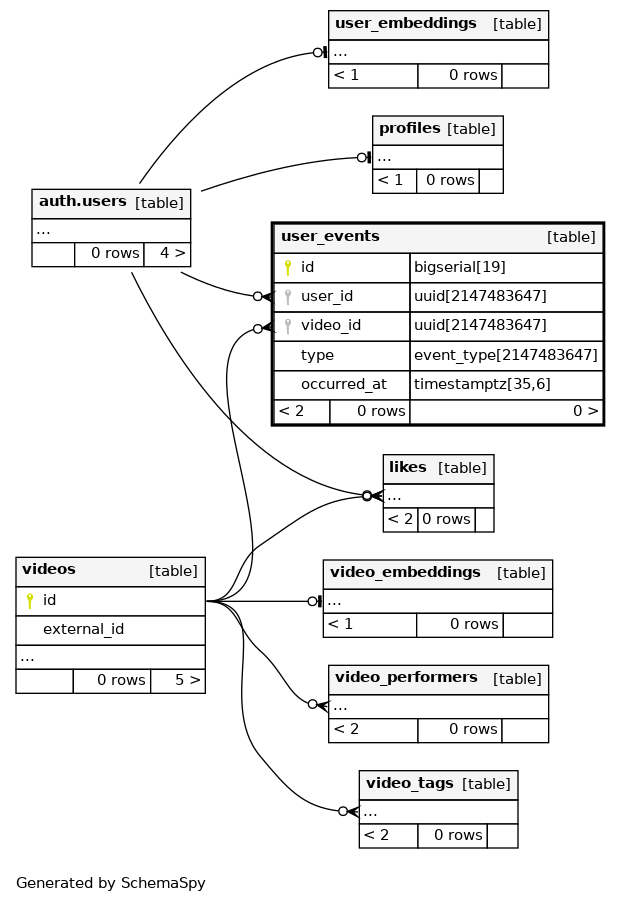 user_embeddings [table]
...
< 1 0 rows
profiles [table]
...
< 1 0 rows
auth.users [table]
...
0 rows 4 >
user_events [table]
id bigserial[19]
user_id uuid[2147483647]
video_id uuid[2147483647]
type event_type[2147483647]
occurred_at timestamptz[35,6]
< 2 0 rows 0 >
likes [table]
...
< 2 0 rows
videos [table]
id
external_id
...
0 rows 5 >
video_embeddings [table]
...
< 1 0 rows
video_performers [table]
...
< 2 0 rows
video_tags [table]
...
< 2 0 rows
Generated by SchemaSpy